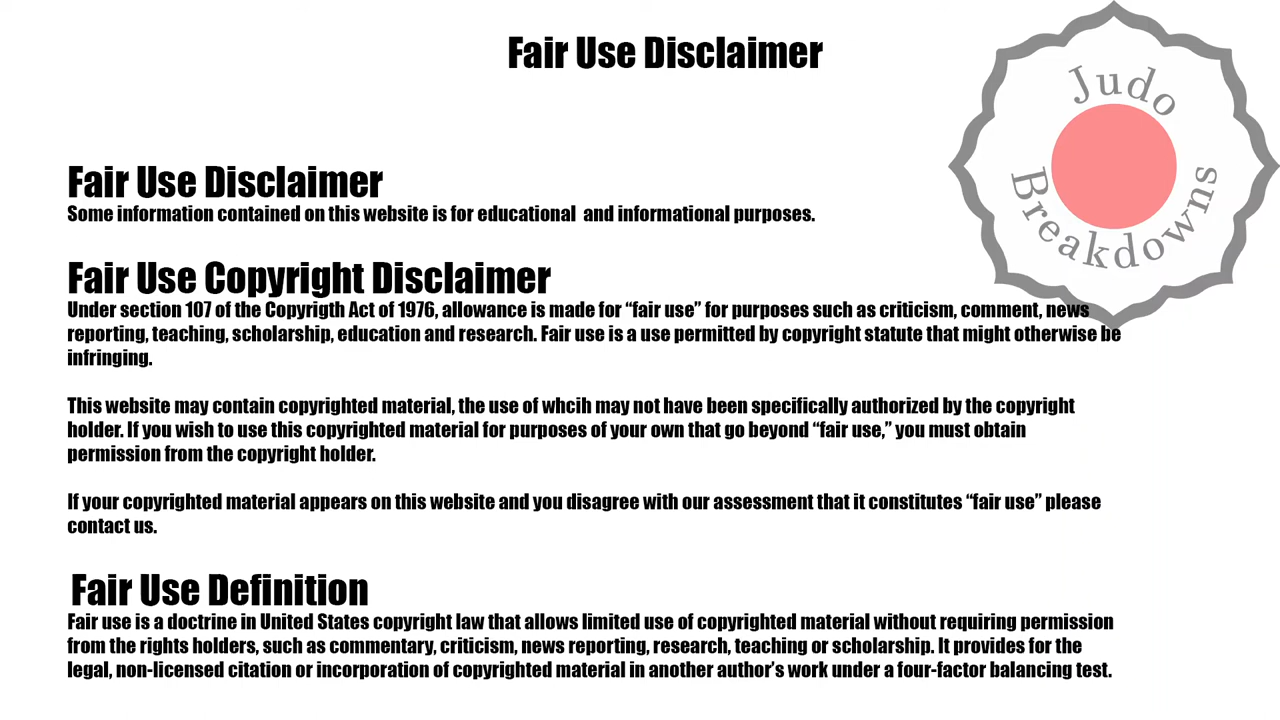 Fair Use Disclaimer
Judo
Breakdowns
Fair Use Disclaimer
Some information contained on this website is for educational  and informational purposes.
Fair Use Copyright Disclaimer
Under section 107 of the Copyrigth Act of 1976, allowance is made for “fair use” for purposes such as criticism, comment, news
reporting, teaching, scholarship, education and research. Fair use is a use permitted by copyright statute that might otherwise be
infringing.
This website may contain copyrighted material, the use of whcih may not have been specifically authorized by the copyright
holder. If you wish to use this copyrighted material for purposes of your own that go beyond “fair use,” you must obtain
permission from the copyright holder.
If your copyrighted material appears on this website and you disagree with our assessment that it constitutes “fair use” please
contact us.
Fair Use Definition
Fair use is a doctrine in United States copyright law that allows limited use of copyrighted material without requiring permission
from the rights holders, such as commentary, criticism, news reporting, research, teaching or scholarship. It provides for the
legal, non-licensed citation or incorporation of copyrighted material in another author’s work under a four-factor balancing test.